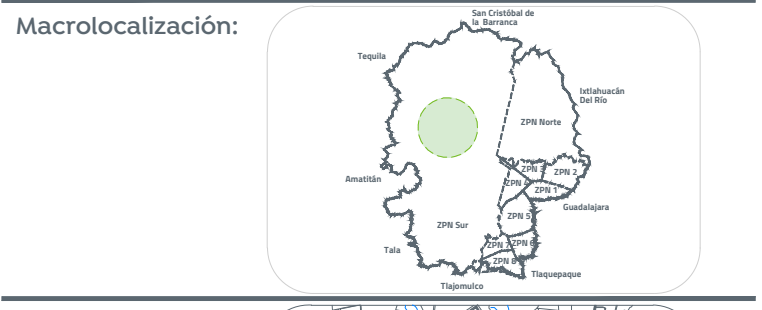 Macrolocalización:
San Cristóbal de
la Barranca
Tequila
Ixtlahuacán
Del Río
ZPN Norte
ZPN 3
ZPN 2
Amatitán
ZPN 4
ZPN 1
Guadalajara
ZPN 5
ZPN Sur
ZPN 7
ZPN 6
Tala
ZPN 8
Tlaquepaque
Tlajomulco